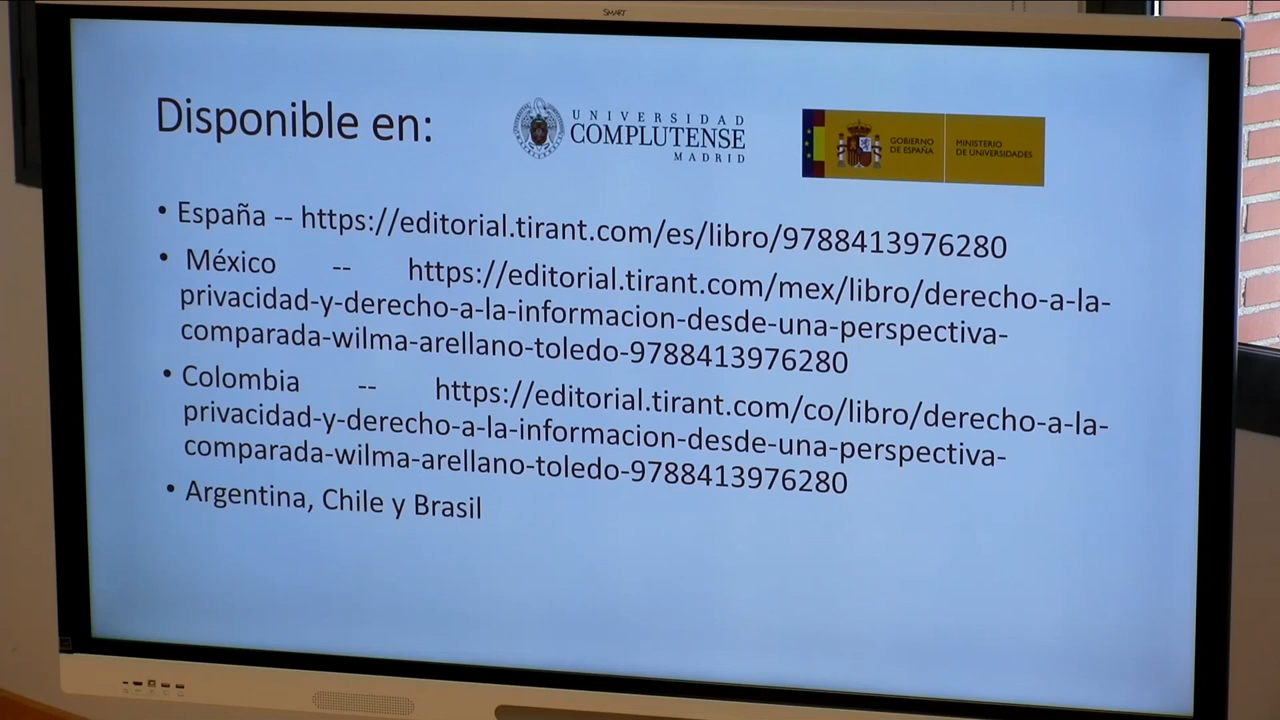 SMART
Disponible en:
UNIVERSIDAD
COMPLUTENSE
MADRID
GOBIERNO
DE ESPAÑA
MINISTERIO
DE UNIVERSIDADES
• España -- https://editorial.tirant.com/es/libro/9788413976280
• México -- https://editorial.tirant.com/mex/libro/derecho-a-la-
privacidad-y-derecho-a-la-informacion-desde-una-perspectiva-
comparada-wilma-arellano-toledo-9788413976280
• Colombia -- https://editorial.tirant.com/co/libro/derecho-a-la-
privacidad-y-derecho-a-la-informacion-desde-una-perspectiva-
comparada-wilma-arellano-toledo-9788413976280
• Argentina, Chile y Brasil